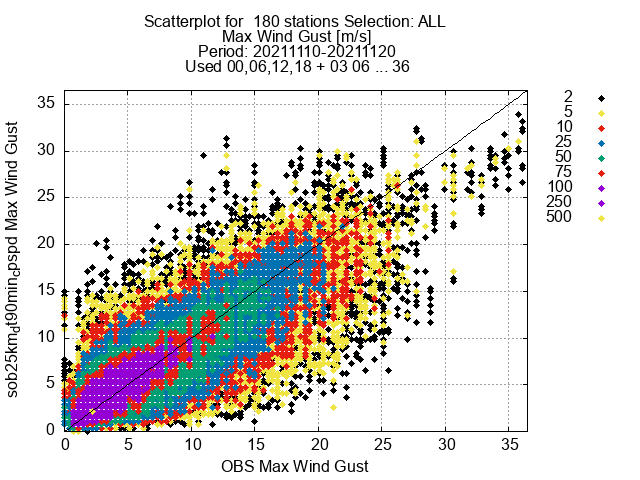 Scatterplot for  180 stations Selection: ALL
Max Wind Gust [m/s]
Period: 20211110-20211120
Used 00,06,12,18 + 03 06 ... 36
35
30
25
20
15
10
5
0
sob25km_dt90min_cpspd Max Wind Gust
0 5 10 15 20 25 30 35
OBS Max Wind Gust
2
5
10
25
50
75
100
250
500